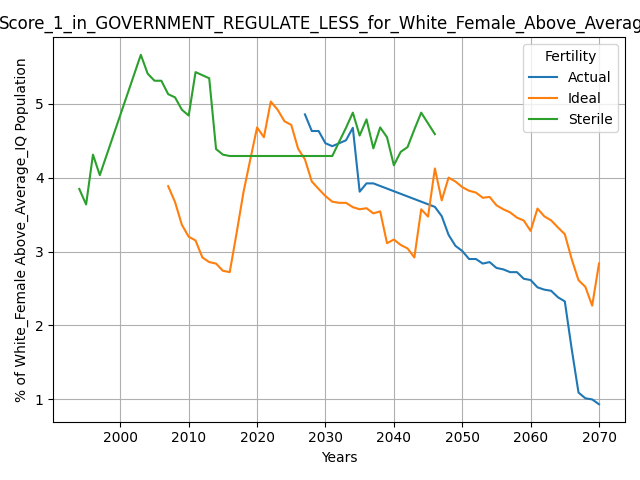 Score_1_in_GOVERNMENT_REGULATE_LESS_for_White_Female_Above_Averag
Fertility
Actual
Ideal
Sterile
% of White_Female Above_Average_IQ Population
5
4
3
2
1
2000 2010 2020 2030 2040 2050 2060 2070
Years